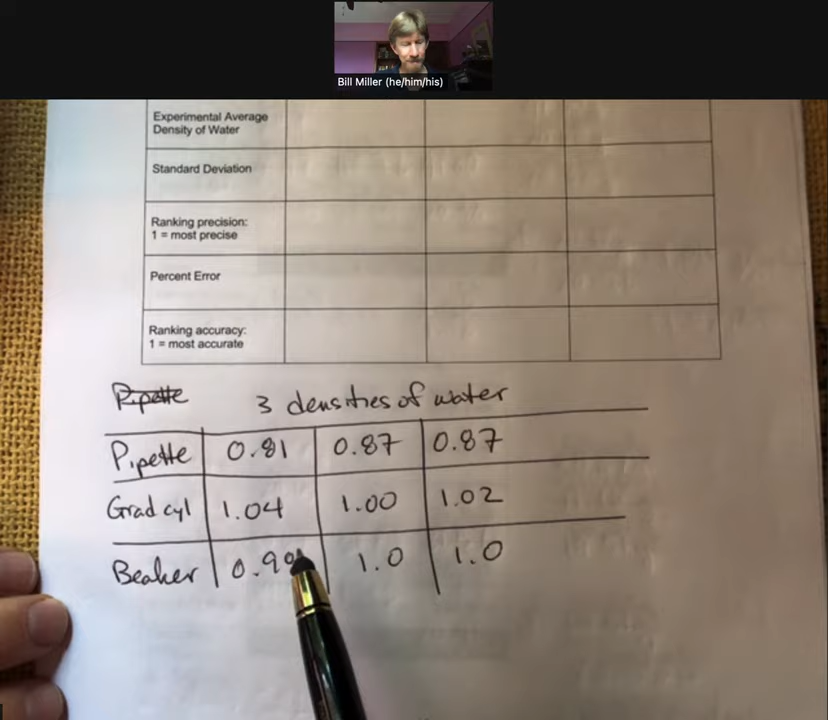 Bill Miller (he/him/his)
Experimental Average
Density of Water
Standard Deviation
Ranking precision:
1 = most precise
Percent Error
Ranking accuracy:
1 = most accurate
Pipette 3 densities of water
Pipette 0.81 0.87 0.87
Grad cyl 1.04 1.00 1.02
Beaker 1.0 1.0